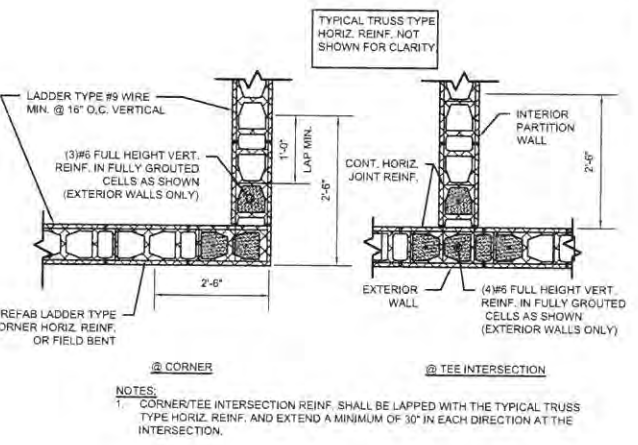 TYPICAL TRUSS TYPE
HORIZ. REINF. NOT
SHOWN FOR CLARITY
LADDER TYPE #9 WIRE
MIN. @ 16" O.C. VERTICAL
(3)#6 FULL HEIGHT VERT.
REINF. IN FULLY GROUTED
CELLS AS SHOWN
(EXTERIOR WALLS ONLY)
1'-0"
LAP MIN.
2'-6"
2'-6"
REFAB LADDER TYPE
ORNER HORIZ. REINF.
OR FIELD BENT
@ CORNER
INTERIOR
PARTITION
WALL
CONT. HORIZ.
JOINT REINF.
2'-6"
EXTERIOR
WALL
(4)#6 FULL HEIGHT VERT.
REINF. IN FULLY GROUTED
CELLS AS SHOWN
(EXTERIOR WALLS ONLY)
@ TEE INTERSECTION
NOTES:
1. CORNER/TEE INTERSECTION REINF. SHALL BE LAPPED WITH THE TYPICAL TRUSS
TYPE HORIZ. REINF. AND EXTEND A MINIMUM OF 30" IN EACH DIRECTION AT THE
INTERSECTION.